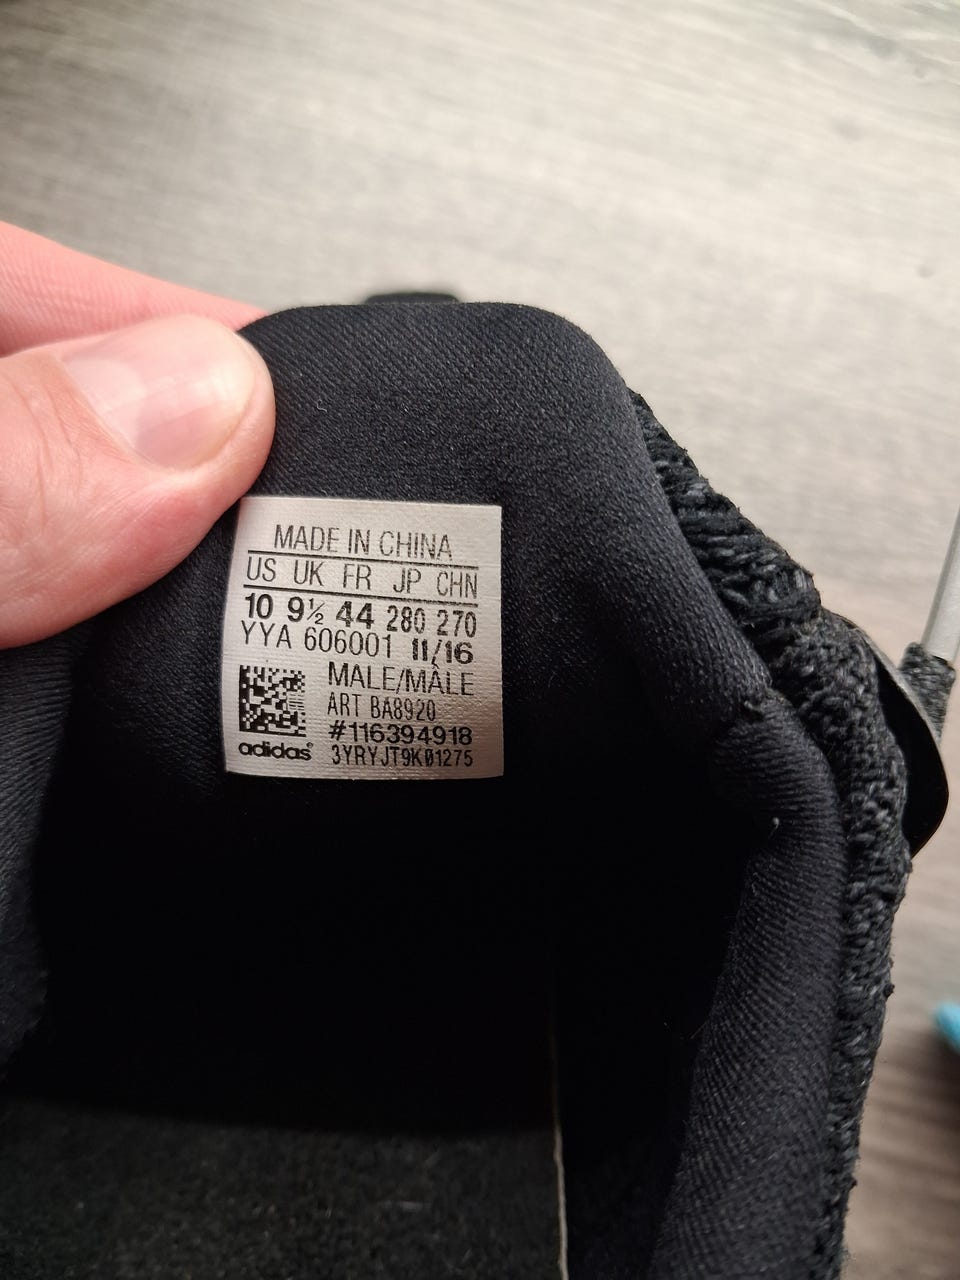 MADE IN CHINA
US UK FR JP CHN
10 9½ 44 280 270
YYA 606001 11/16
MALE/MÂLE
ART BA8920
#116394918
adidas® 3YRYJT9K01275